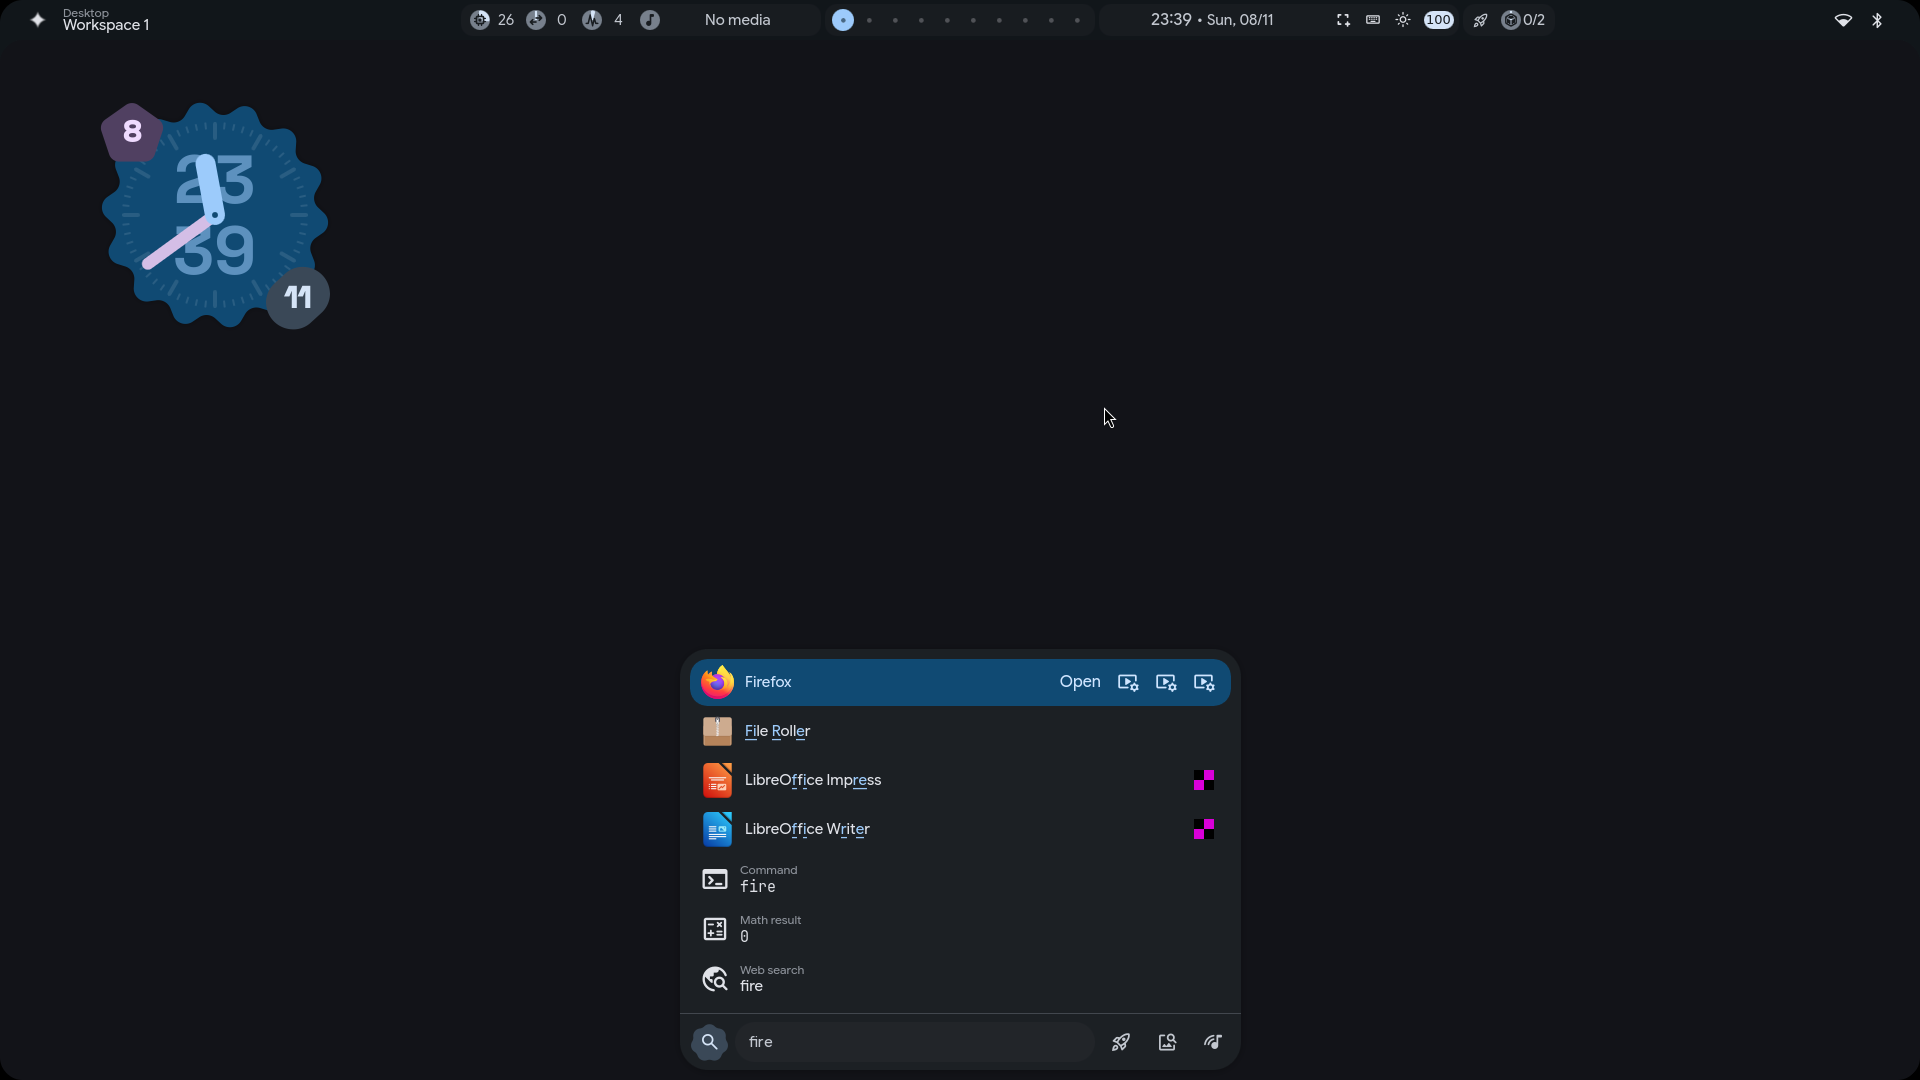 Desktop
Workspace 1
26 0 4 No media
23:39 • Sun, 08/11
100
0/2
8
23
39
11
Firefox Open
File Roller
LibreOffice Impress
LibreOffice Writer
Command
fire
Math result
0
Web search
fire
fire